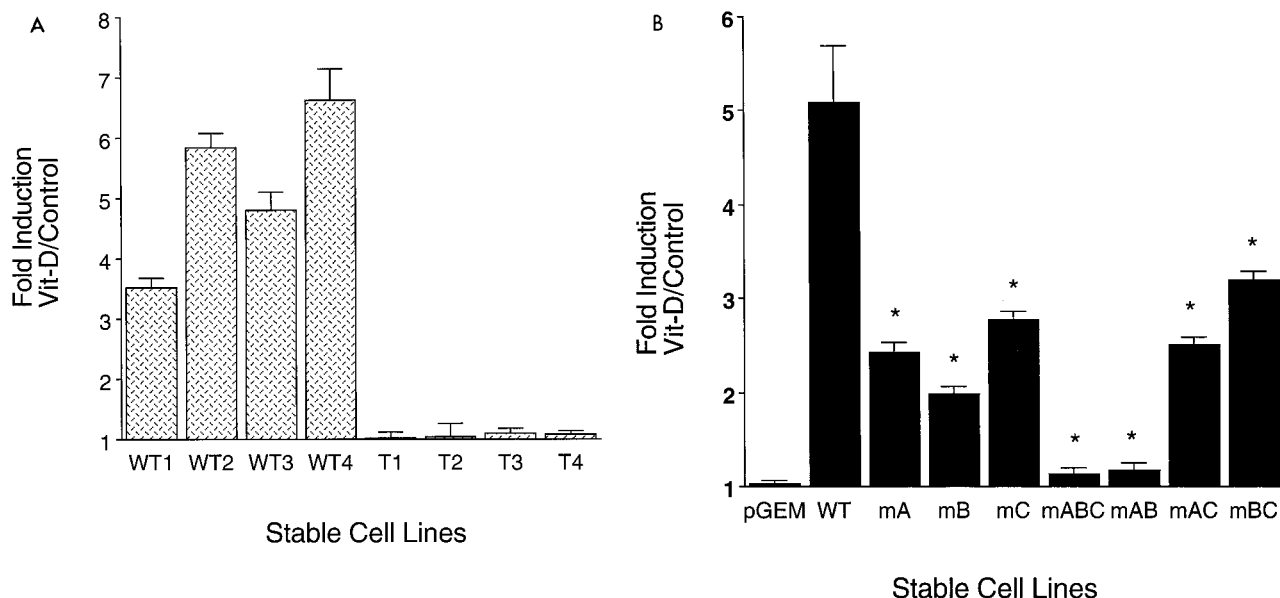 A
8
7
6
5
4
3
2
1
Fold Induction
Vit-D/Control
WT1 WT2 WT3 WT4 T1 T2 T3 T4
Stable Cell Lines
B
6
5
4
3
2
1
Fold Induction
Vit-D/Control
* * * * * * *
pGEM WT mA mB mC mABC mAB mAC mBC
Stable Cell Lines